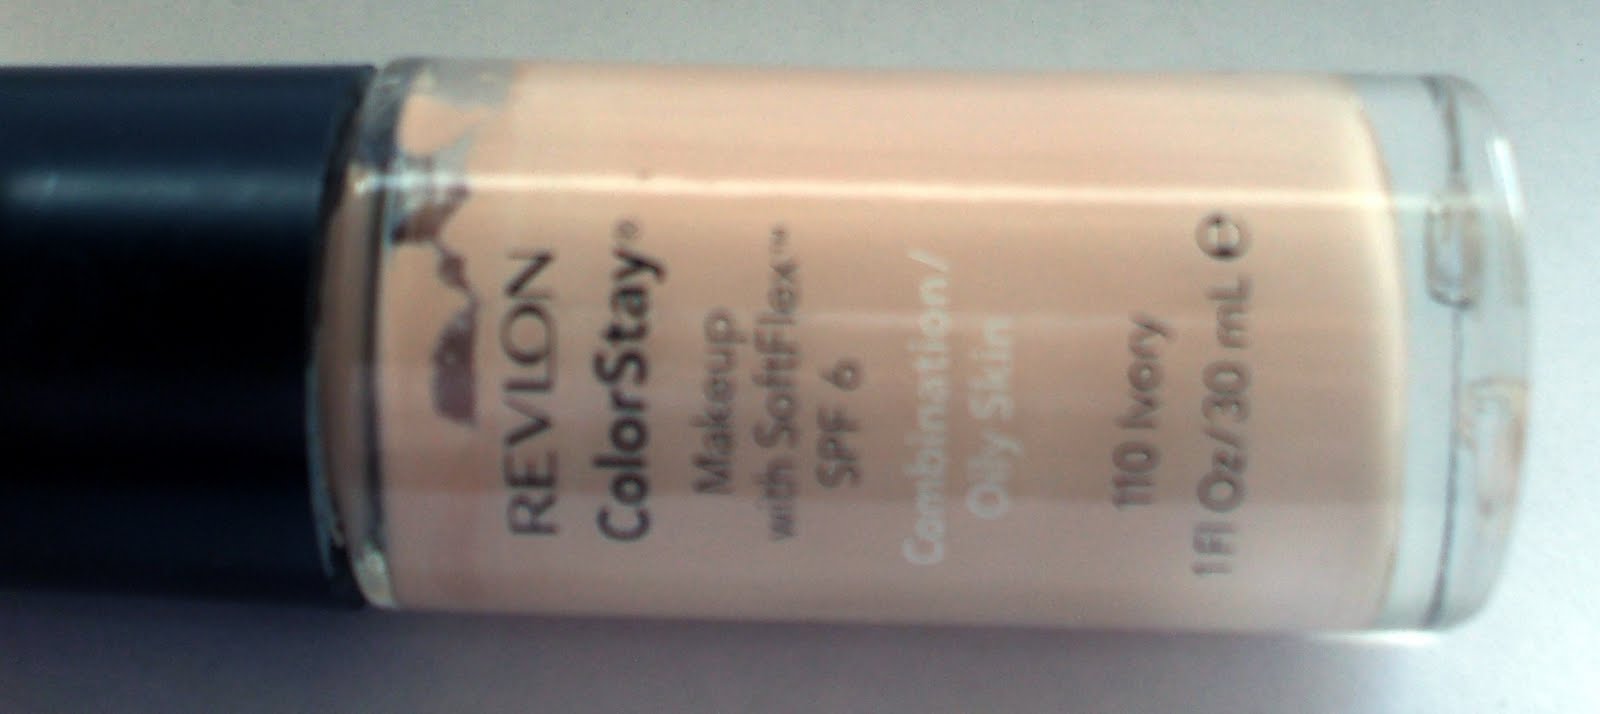 REVLON
ColorStay®
Makeup
with SoftFlex™
SPF 6
Combination/
Oily Skin
110 Ivory
1 Fl Oz/30 mL ℮